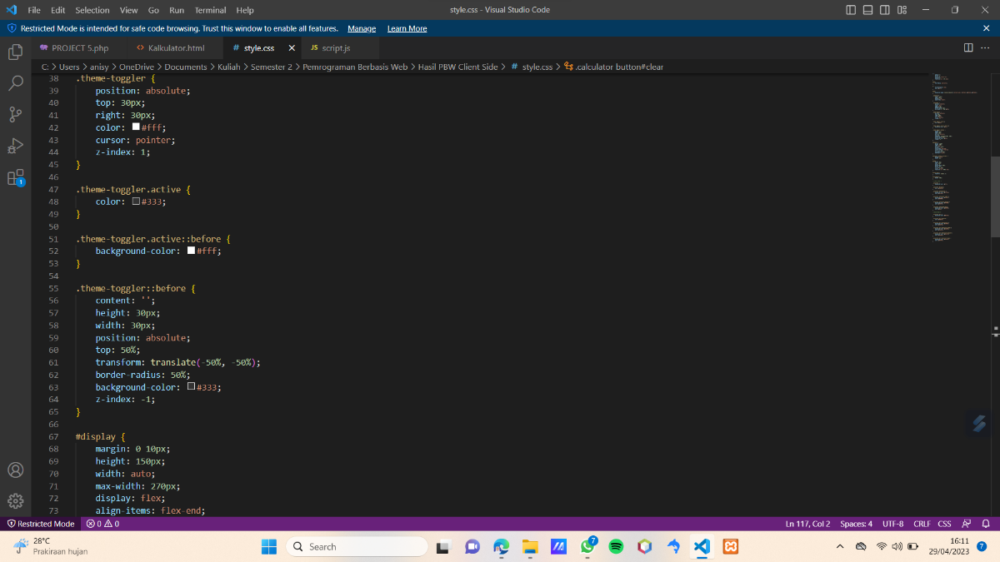 File Edit Selection View Go Run Terminal Help style.css - Visual Studio Code
Restricted Mode is intended for safe code browsing. Trust this window to enable all features. Manage Learn More
PROJECT 5.php <> Kalkulator.html # style.css JS script.js
C: > Users > anisy > OneDrive > Documents > Kuliah > Semester 2 > Pemrograman Berbasis Web > Hasil PBW Client Side > # style.css > .calculator button#clear
38 .theme-toggler {
39 position: absolute;
40 top: 30px;
41 right: 30px;
42 color: #fff;
43 cursor: pointer;
44 z-index: 1;
45 }
46
47 .theme-toggler.active {
48 color: #333;
49 }
50
51 .theme-toggler.active::before {
52 background-color: #fff;
53 }
54
55 .theme-toggler::before {
56 content: '';
57 height: 30px;
58 width: 30px;
59 position: absolute;
60 top: 50%;
61 transform: translate(-50%, -50%);
62 border-radius: 50%;
63 background-color: #333;
64 z-index: -1;
65 }
66
67 #display {
68 margin: 0 10px;
69 height: 150px;
70 width: auto;
71 max-width: 270px;
72 display: flex;
73 align-items: flex-end;
1
Restricted Mode 0 0 Ln 117, Col 2 Spaces: 4 UTF-8 CRLF CSS
28°C
Prakiraan hujan
Search
7
16:11
29/04/2023
7